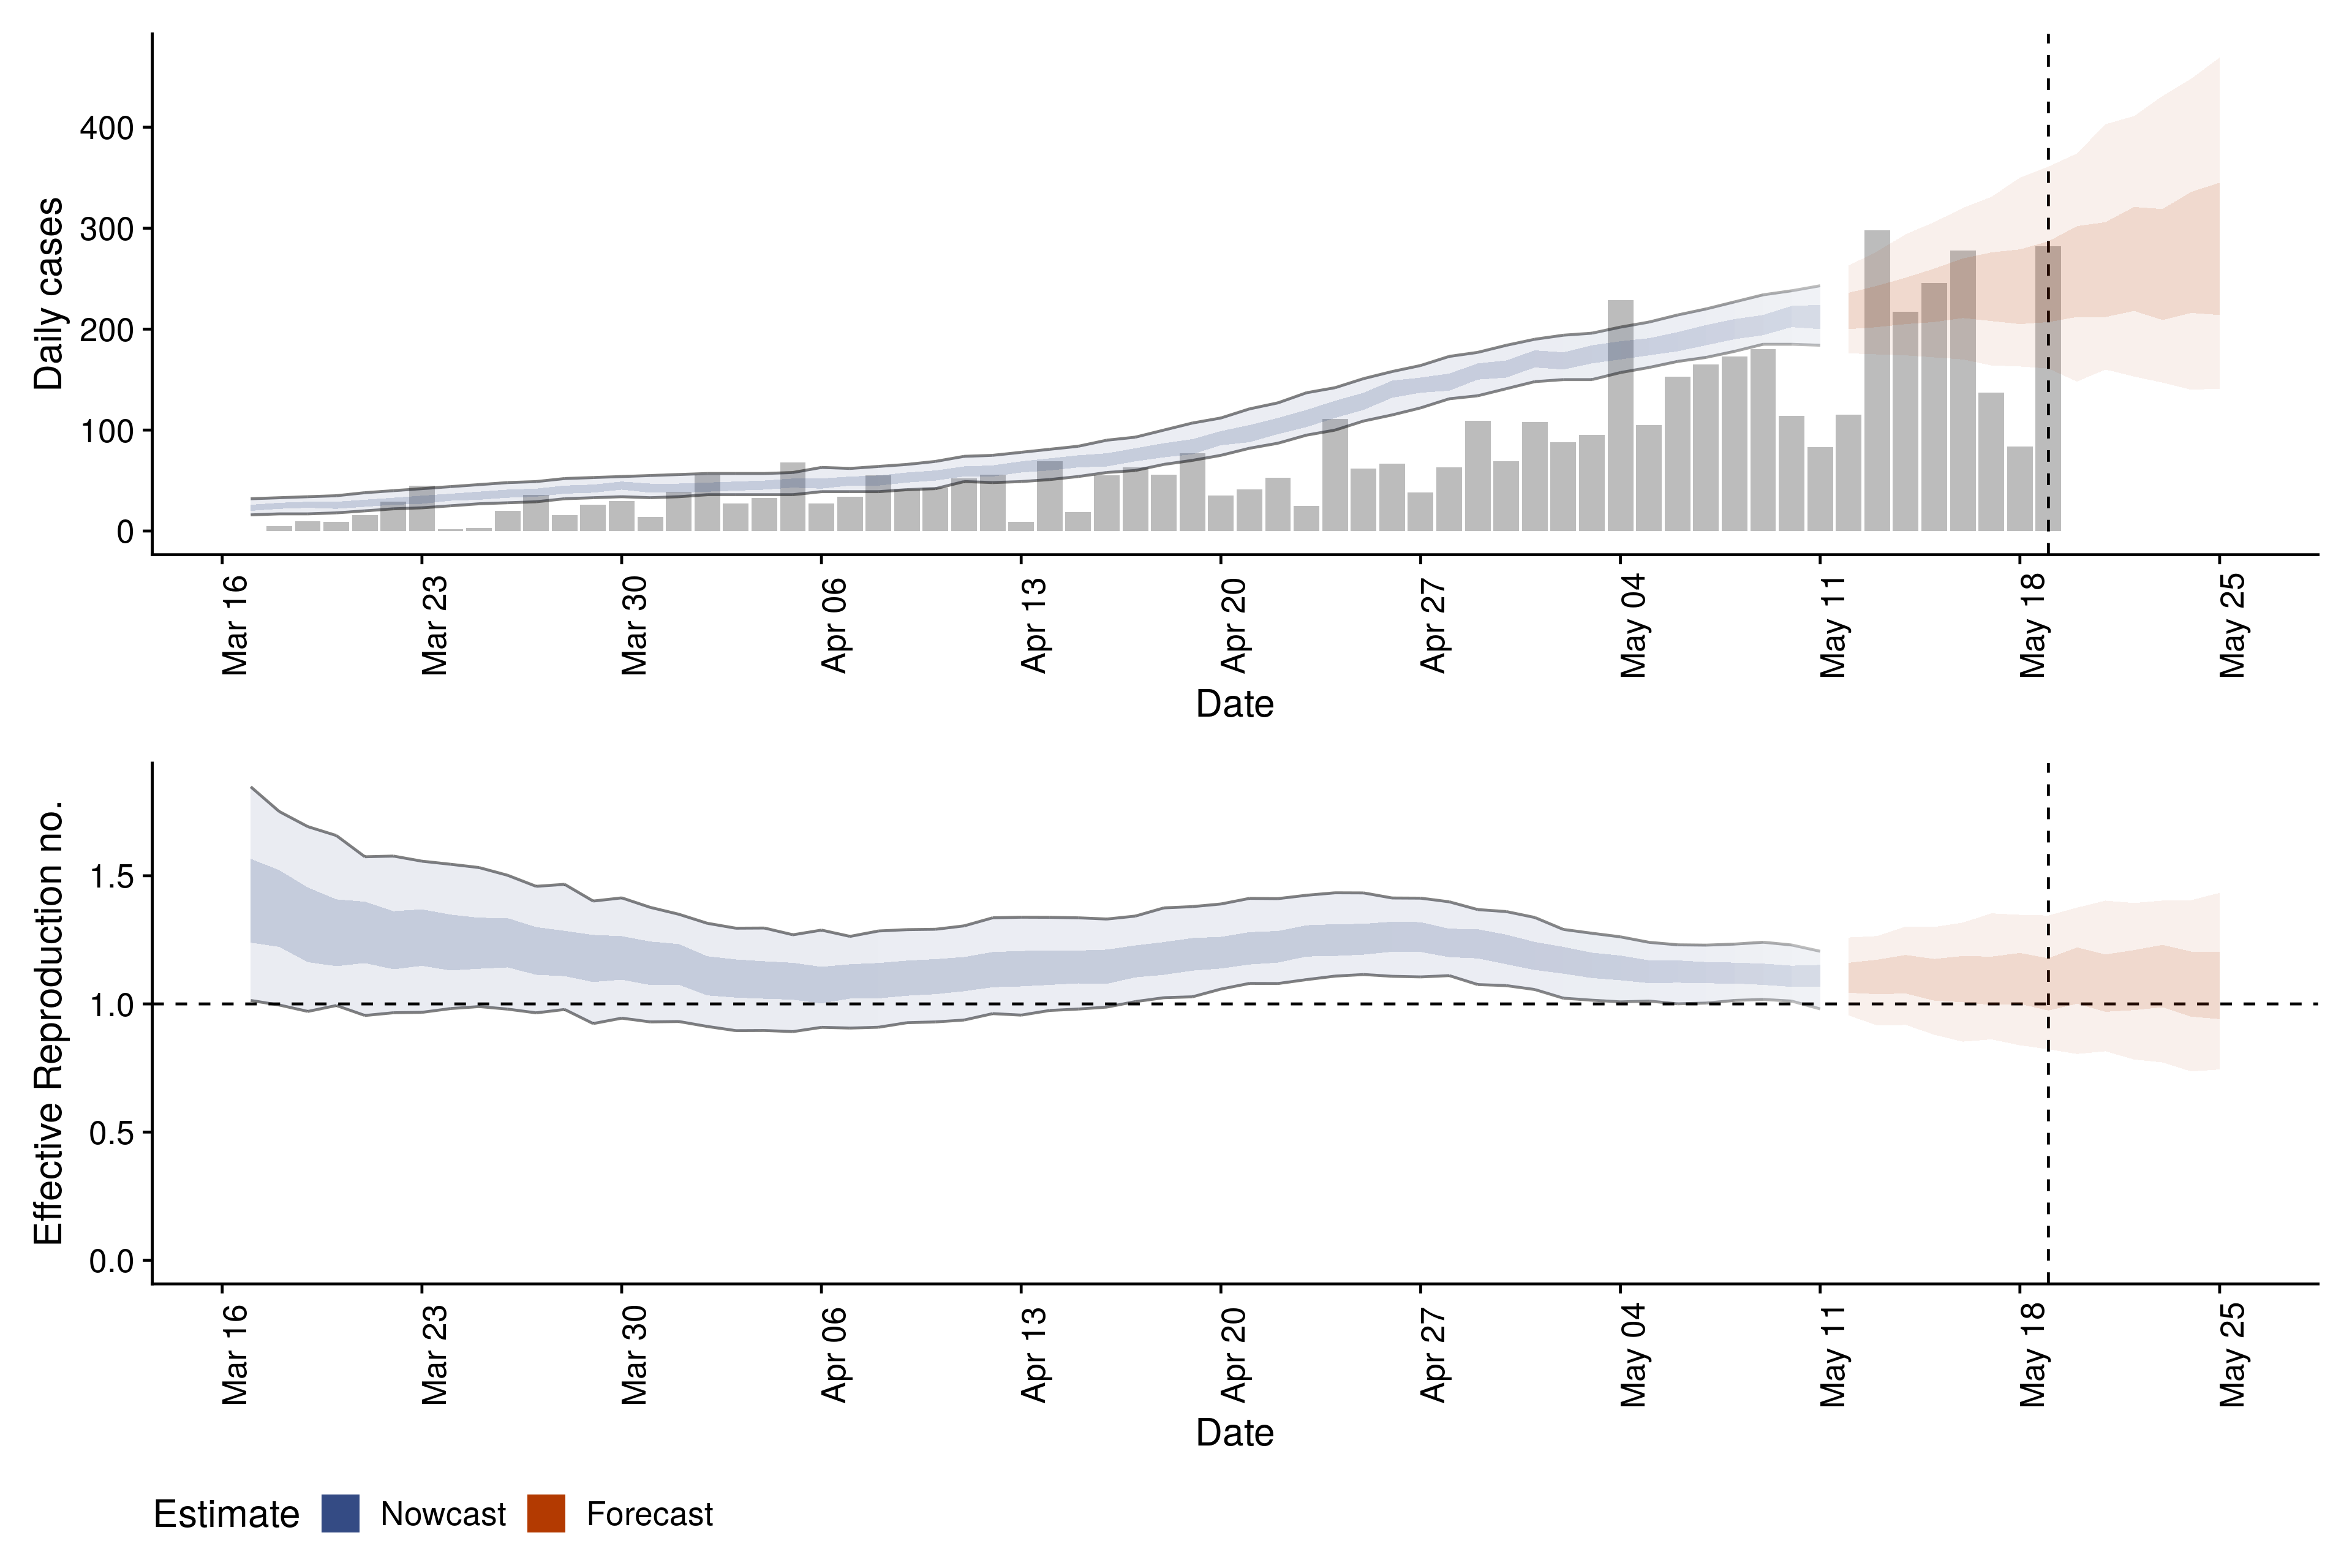 Daily cases
400
300
200
100
0
Mar 16
Mar 23
Mar 30
Apr 06
Apr 13
Apr 20
Apr 27
May 04
May 11
May 18
May 25
Date
Effective Reproduction no.
1.5
1.0
0.5
0.0
Mar 16
Mar 23
Mar 30
Apr 06
Apr 13
Apr 20
Apr 27
May 04
May 11
May 18
May 25
Date
Estimate Nowcast Forecast